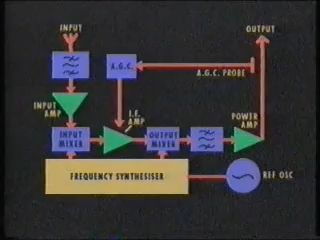 INPUT
OUTPUT
A.G.C.
A.G.C. PROBE
INPUT
AMP
I.F.
AMP
POWER
AMP
INPUT
MIXER
OUTPUT
MIXER
FREQUENCY SYNTHESISER
REF OSC